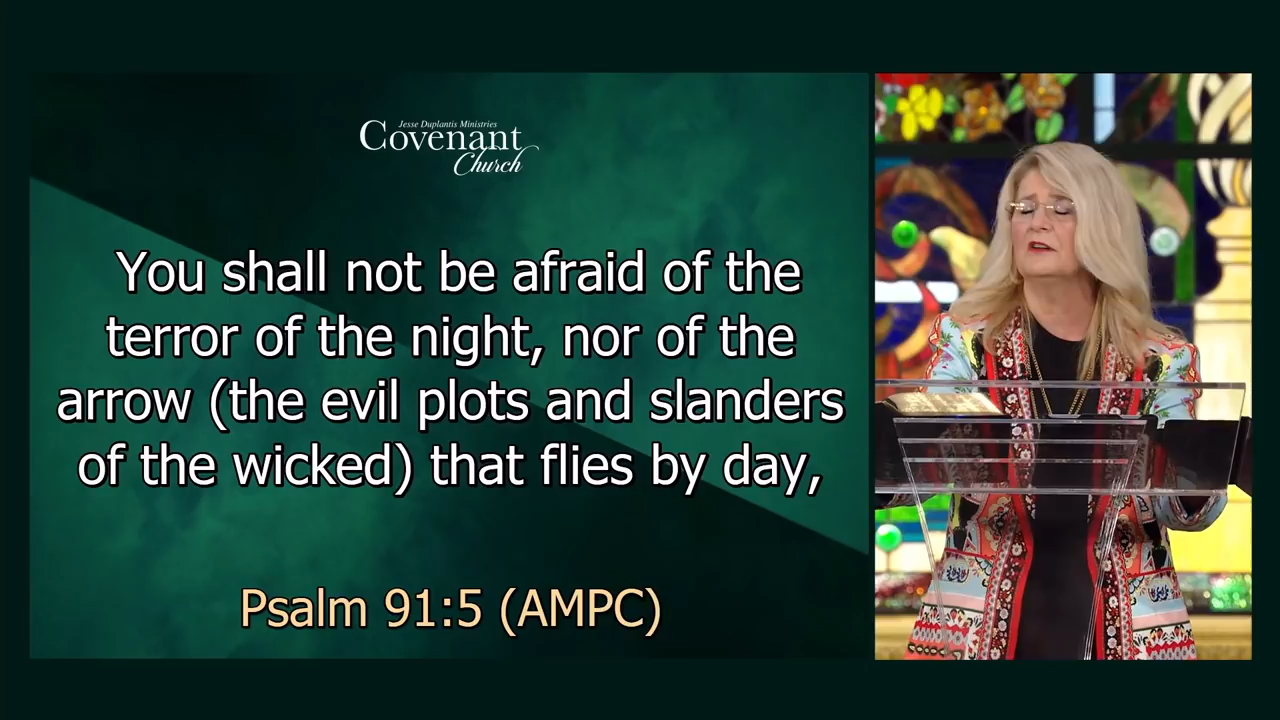 Jesse Duplantis Ministries
Covenant
Church
You shall not be afraid of the
terror of the night, nor of the
arrow (the evil plots and slanders
of the wicked) that flies by day,
Psalm 91:5 (AMPC)